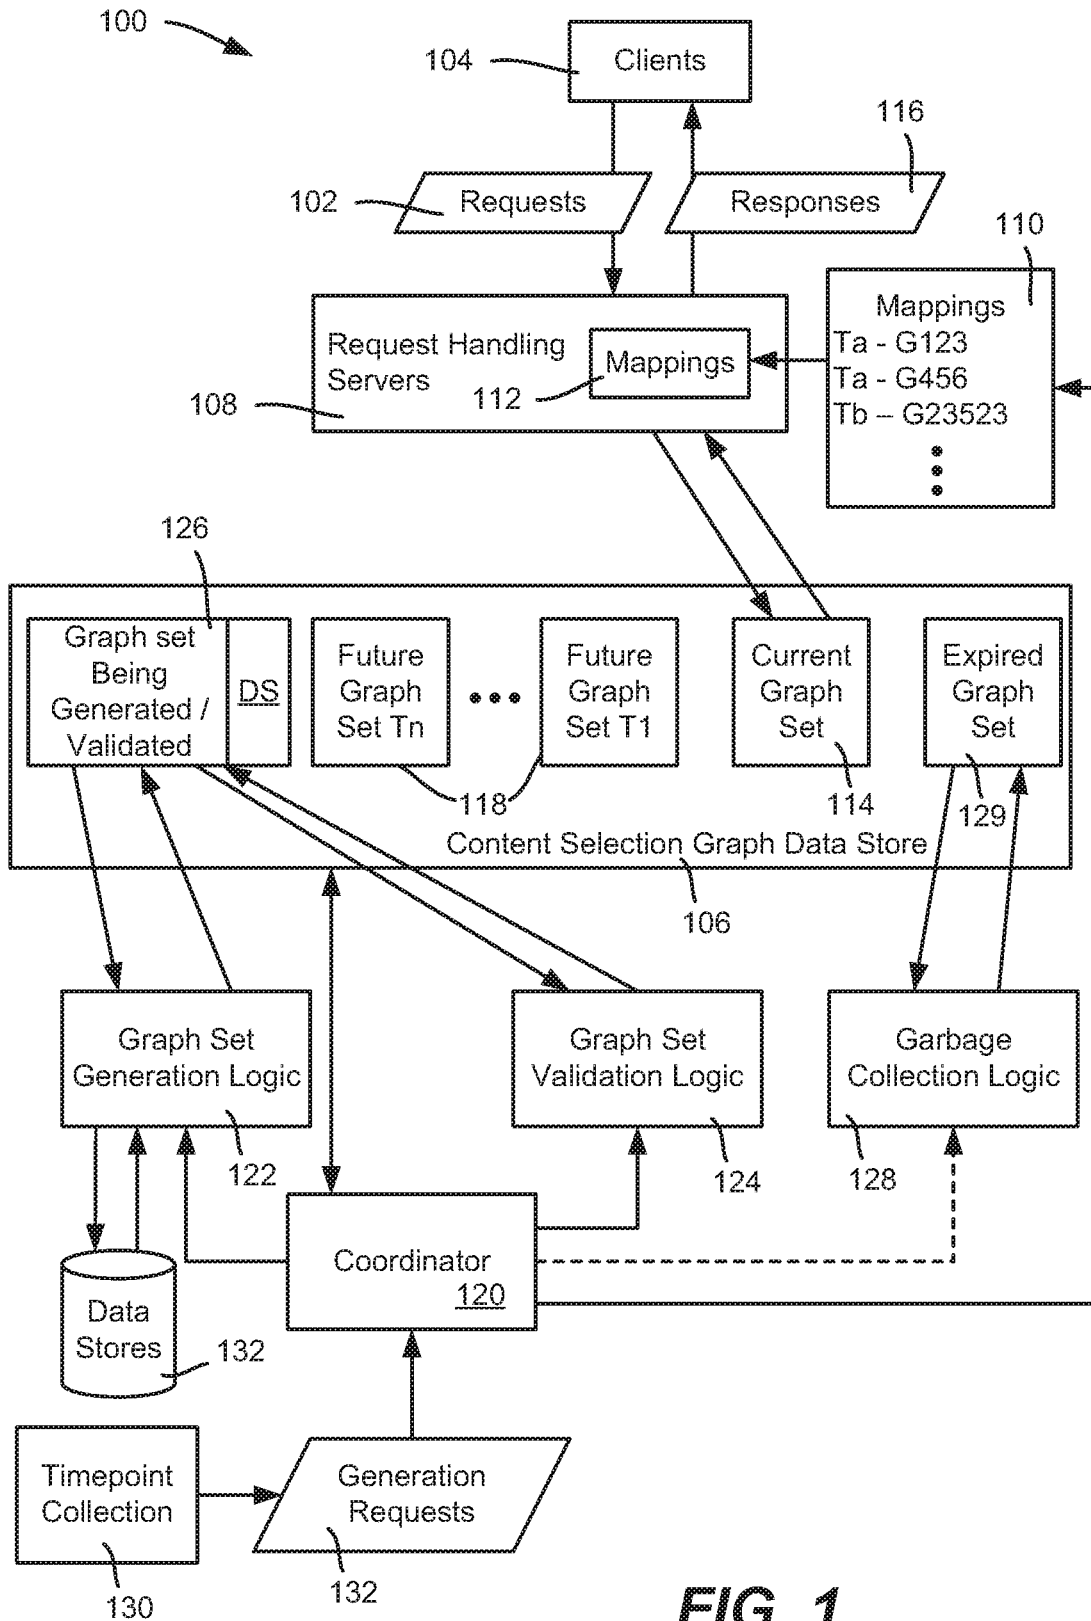 100
104
Clients
116
102
Requests
Responses
110
Request Handling
Servers
Mappings
112
108
Mappings
Ta - G123
Ta - G456
Tb – G23523
126
Graph set
Being
Generated /
Validated
DS
Future
Graph
Set Tn
Future
Graph
Set T1
Current
Graph
Set
Expired
Graph
Set
118
114
129
Content Selection Graph Data Store
106
Graph Set
Generation Logic
122
Graph Set
Validation Logic
124
Garbage
Collection Logic
128
Coordinator
120
Data
Stores
132
Timepoint
Collection
130
Generation
Requests
132
FIG. 1